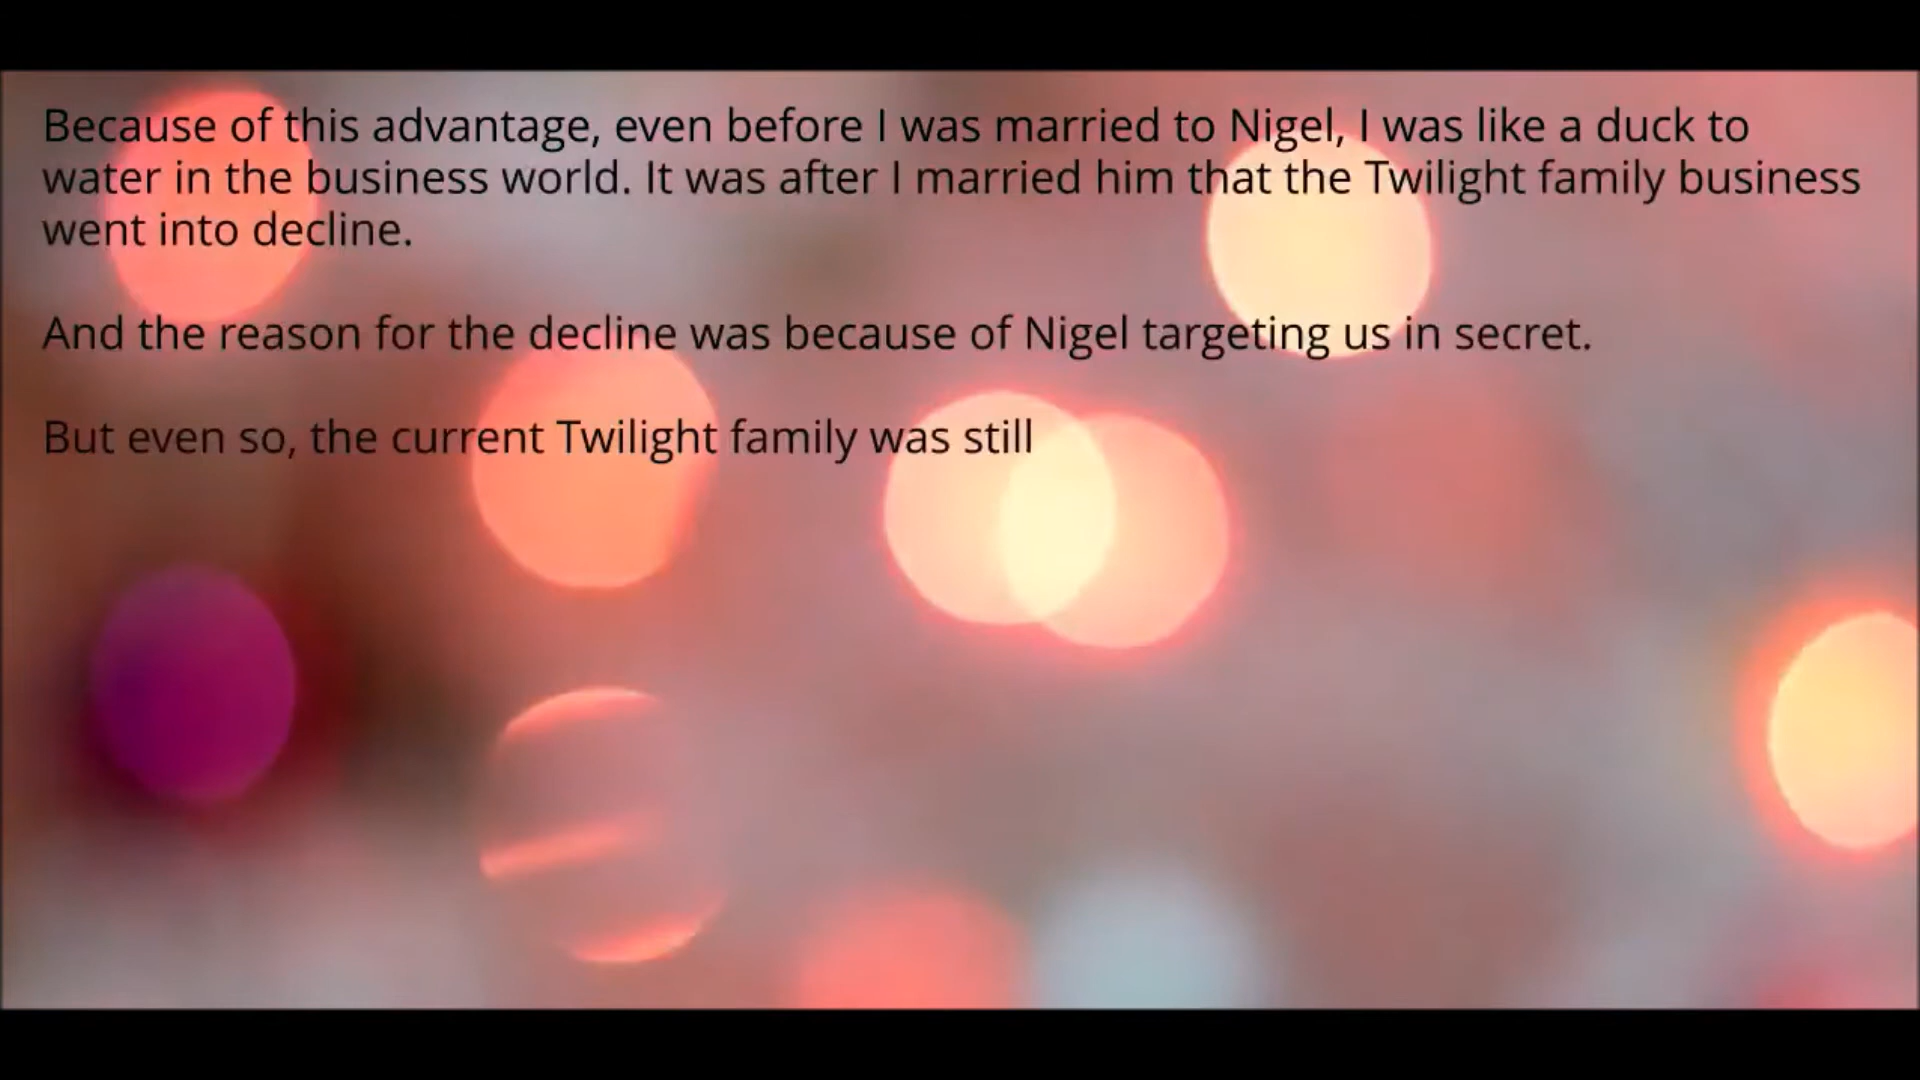 Because of this advantage, even before I was married to Nigel, I was like a duck to
water in the business world. It was after I married him that the Twilight family business
went into decline.
And the reason for the decline was because of Nigel targeting us in secret.
But even so, the current Twilight family was still